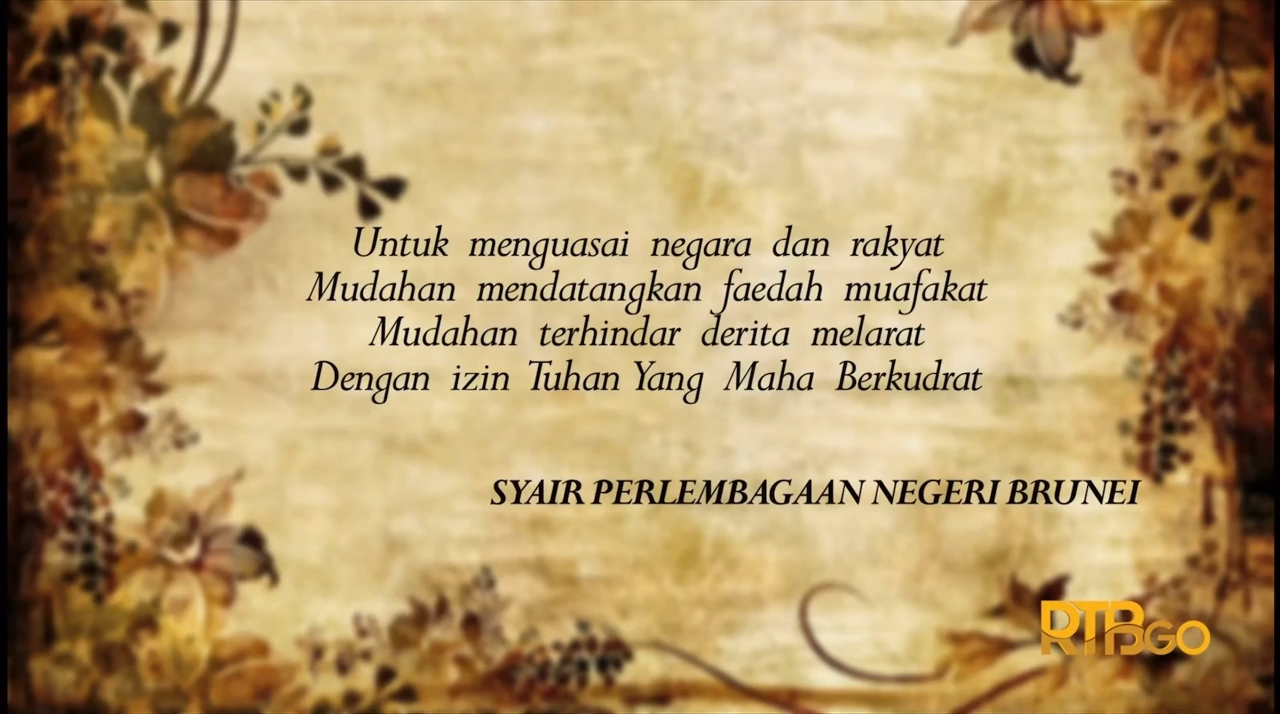 Untuk menguasai negara dan rakyat
Mudahan mendatangkan faedah muafakat
Mudahan terhindar derita melarat
Dengan izin Tuhan Yang Maha Berkudrat
SYAIR PERLEMBAGAAN NEGERI BRUNEI
RTBGO